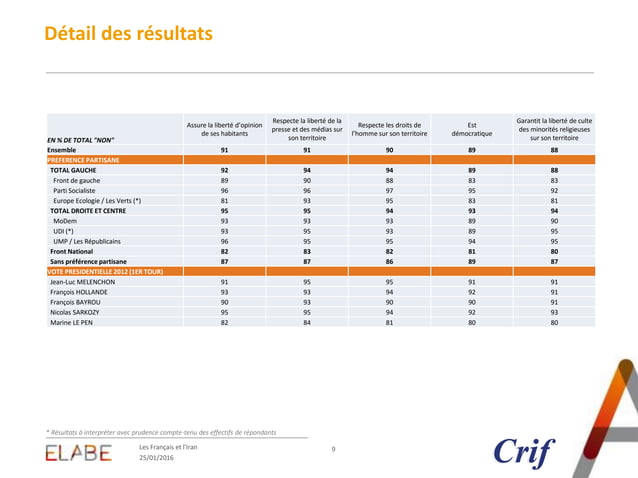 Détail des résultats
EN % DE TOTAL "NON" Assure la liberté d'opinion de ses habitants Respecte la liberté de la presse et des médias sur son territoire Respecte les droits de l'homme sur son territoire Est démocratique Garantit la liberté de culte des minorités religieuses sur son territoire
Ensemble 91 91 90 89 88
PREFERENCE PARTISANE
TOTAL GAUCHE 92 94 94 89 88
Front de gauche 89 90 88 83 83
Parti Socialiste 96 96 97 95 92
Europe Ecologie / Les Verts (*) 81 93 95 83 81
TOTAL DROITE ET CENTRE 95 95 94 93 94
MoDem 93 93 93 89 90
UDI (*) 93 95 93 89 95
UMP / Les Républicains 96 95 95 94 95
Front National 82 83 82 81 80
Sans préférence partisane 87 87 86 89 87
VOTE PRESIDENTIELLE 2012 (1ER TOUR)
Jean-Luc MELENCHON 91 95 95 91 91
François HOLLANDE 93 93 94 92 91
François BAYROU 90 93 90 90 91
Nicolas SARKOZY 95 95 94 92 93
Marine LE PEN 82 84 81 80 80
* Résultats à interpréter avec prudence compte-tenu des effectifs de répondants
ELABE
Les Français et l'Iran
25/01/2016
9
Crif